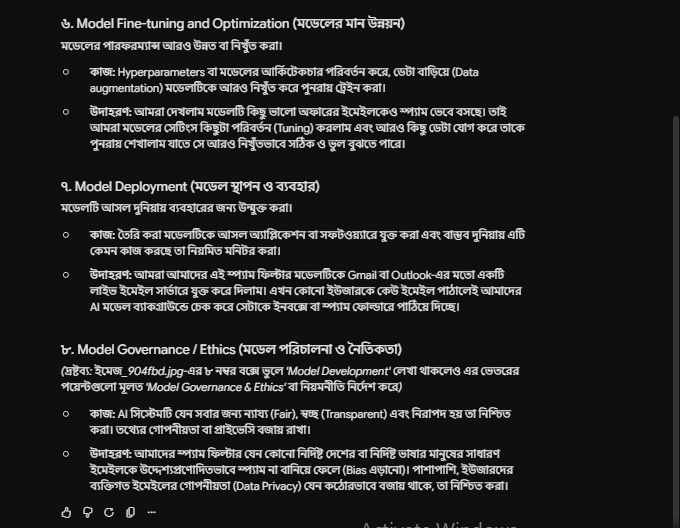 ৬. Model Fine-tuning and Optimization (মডেলের মান উন্নয়ন)
মডেলের পারফরম্যান্স আরও উন্নত বা নিখুঁত করা।
কাজ: Hyperparameters বা মডেলের আর্কিটেকচার পরিবর্তন করে, ডেটা বাড়িয়ে (Data
augmentation) মডেলটিকে আরও নিখুঁত করে পুনরায় ট্রেইন করা।
উদাহরণ: আমরা দেখলাম মডেলটি কিছু ভালো অফারের ইমেইলকেও স্প্যাম ভেবে বসছে। তাই
আমরা মডেলের সেটিংস কিছুটা পরিবর্তন (Tuning) করলাম এবং আরও কিছু ডেটা যোগ করে তাকে
পুনরায় শেখালাম যাতে সে আরও নিখুঁতভাবে সঠিক ও ভুল বুঝতে পারে।
৭. Model Deployment (মডেল স্থাপন ও ব্যবহার)
মডেলটি আসল দুনিয়ায় ব্যবহারের জন্য উন্মুক্ত করা।
কাজ: তৈরি করা মডেলটিকে আসল অ্যাপ্লিকেশন বা সফটওয়্যারে যুক্ত করা এবং বাস্তব দুনিয়ায় এটি
কেমন কাজ করছে তা নিয়মিত মনিটর করা।
উদাহরণ: আমরা আমাদের এই স্প্যাম ফিল্টার মডেলটিকে Gmail বা Outlook-এর মতো একটি
লাইভ ইমেইল সার্ভারে যুক্ত করে দিলাম। এখন কোনো ইউজারকে কেউ ইমেইল পাঠালেই আমাদের
AI মডেল ব্যাকগ্রাউন্ডে চেক করে সেটাকে ইনবক্সে বা স্প্যাম ফোল্ডারে পাঠিয়ে দিচ্ছে।
৮. Model Governance / Ethics (মডেল পরিচালনা ও নৈতিকতা)
(দ্রষ্টব্য: ইমেজ_904fbd.jpg-এর ৮ নম্বর বক্সে ভুলে 'Model Development' লেখা থাকলেও এর ভেতরের
পয়েন্টগুলো মূলত 'Model Governance & Ethics' বা নিয়মনীতি নির্দেশ করে)
কাজ: AI সিস্টেমটি যেন সবার জন্য ন্যায্য (Fair), স্বচ্ছ (Transparent) এবং নিরাপদ হয় তা নিশ্চিত
করা। তথ্যের গোপনীয়তা বা প্রাইভেসি বজায় রাখা।
উদাহরণ: আমাদের স্প্যাম ফিল্টার যেন কোনো নির্দিষ্ট দেশের বা নির্দিষ্ট ভাষার মানুষের সাধারণ
ইমেইলকে উদ্দেশ্যপ্রণোদিতভাবে স্প্যাম না বানিয়ে ফেলে (Bias এড়ানো)। পাশাপাশি, ইউজারদের
ব্যক্তিগত ইমেইলের গোপনীয়তা (Data Privacy) যেন কঠোরভাবে বজায় থাকে, তা নিশ্চিত করা।
Activate Windows